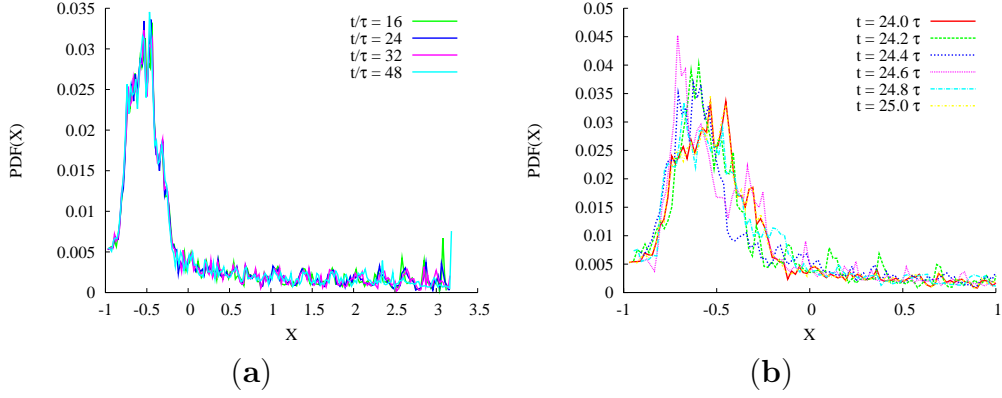 PDF(X)
0.035
0.03
0.025
0.02
0.015
0.01
0.005
0
-1 -0.5 0 0.5 1 1.5 2 2.5 3 3.5
X
t/τ = 16
t/τ = 24
t/τ = 32
t/τ = 48
(a)
PDF(X)
0.05
0.045
0.04
0.035
0.03
0.025
0.02
0.015
0.01
0.005
0
-1 -0.5 0 0.5 1
X
t = 24.0 τ
t = 24.2 τ
t = 24.4 τ
t = 24.6 τ
t = 24.8 τ
t = 25.0 τ
(b)